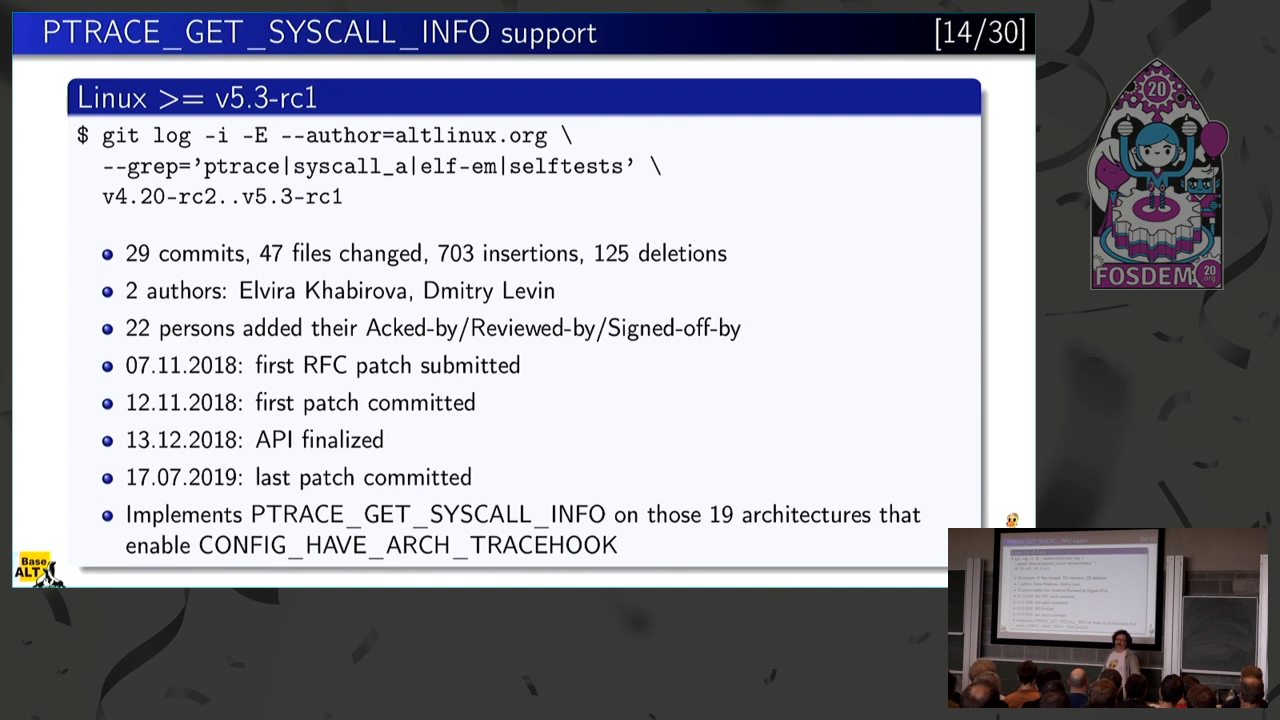 PTRACE_GET_SYSCALL_INFO support
[14/30]
Linux >= v5.3-rc1
$ git log -i -E --author=altlinux.org \
--grep='ptrace|syscall_a|elf-em|selftests' \
v4.20-rc2..v5.3-rc1
29 commits, 47 files changed, 703 insertions, 125 deletions
2 authors: Elvira Khabirova, Dmitry Levin
22 persons added their Acked-by/Reviewed-by/Signed-off-by
07.11.2018: first RFC patch submitted
12.11.2018: first patch committed
13.12.2018: API finalized
17.07.2019: last patch committed
Implements PTRACE_GET_SYSCALL_INFO on those 19 architectures that
enable CONFIG_HAVE_ARCH_TRACEHOOK
Base
ALT
20
FOSDEM
20
.org